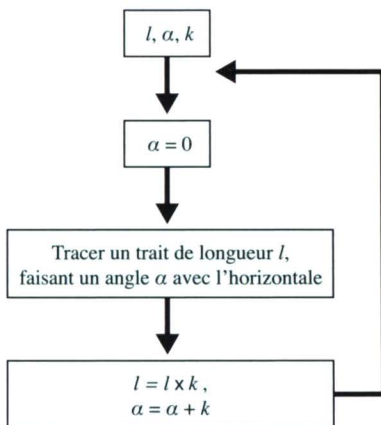 l, α, k
α = 0
Tracer un trait de longueur l,
faisant un angle α avec l'horizontale
l = l x k ,
α = α + k